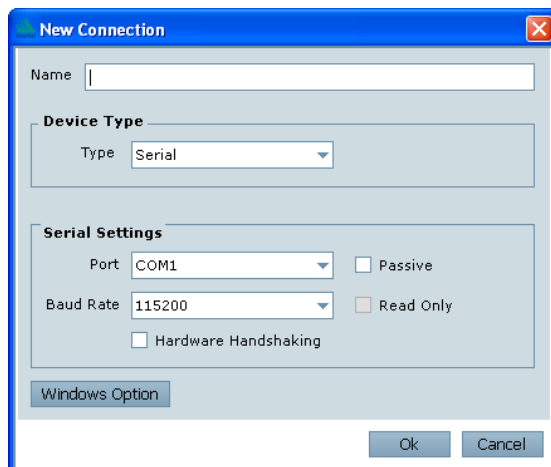 New Connection
Name
Device Type
Type Serial
Serial Settings
Port COM1 Passive
Baud Rate 115200 Read Only
Hardware Handshaking
Windows Option
Ok Cancel